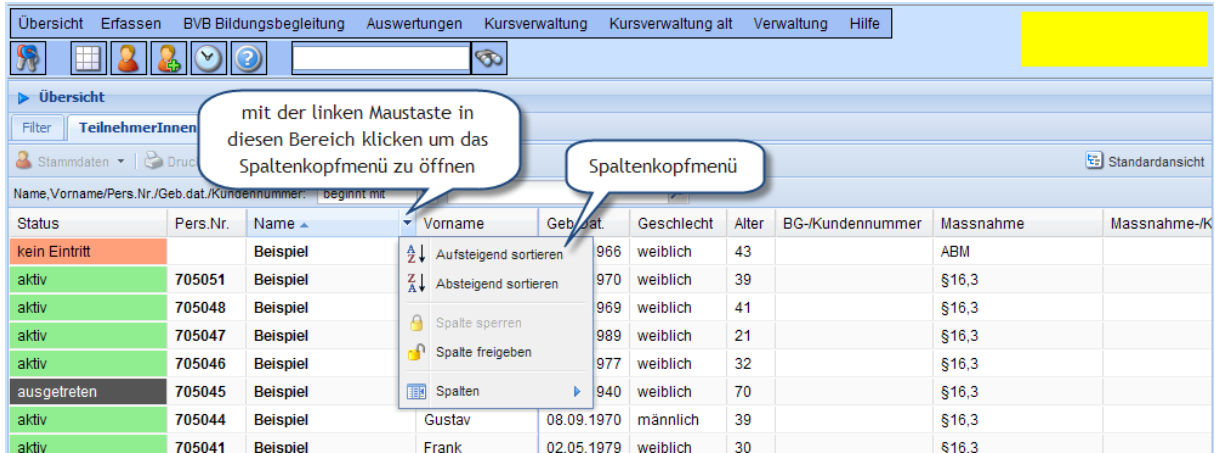 Übersicht Erfassen BVB Bildungsbegleitung Auswertungen Kursverwaltung Kursverwaltung alt Verwaltung Hilfe
Übersicht
Filter TeilnehmerInnen
mit der linken Maustaste in
diesen Bereich klicken um das
Spaltenkopfmenü zu öffnen
Spaltenkopfmenü
Stammdaten Druc Standardansicht
Name,Vorname/Pers.Nr./Geb.dat./Kundennummer: beginnt mit
Status Pers.Nr. Name Vorname Geb.Dat. Geschlecht Alter BG-/Kundennummer Massnahme Massnahme-/K
kein Eintritt Beispiel 966 weiblich 43 ABM
aktiv 705051 Beispiel 970 weiblich 39 §16,3
aktiv 705048 Beispiel 969 weiblich 41 §16,3
aktiv 705047 Beispiel 989 weiblich 21 §16,3
aktiv 705046 Beispiel 977 weiblich 32 §16,3
ausgetreten 705045 Beispiel 940 weiblich 70 §16,3
aktiv 705044 Beispiel Gustav 08.09.1970 männlich 39 §16,3
aktiv 705041 Beispiel Frank 02.05.1979 weiblich 30 §16,3
Aufsteigend sortieren
Absteigend sortieren
Spalte sperren
Spalte freigeben
Spalten